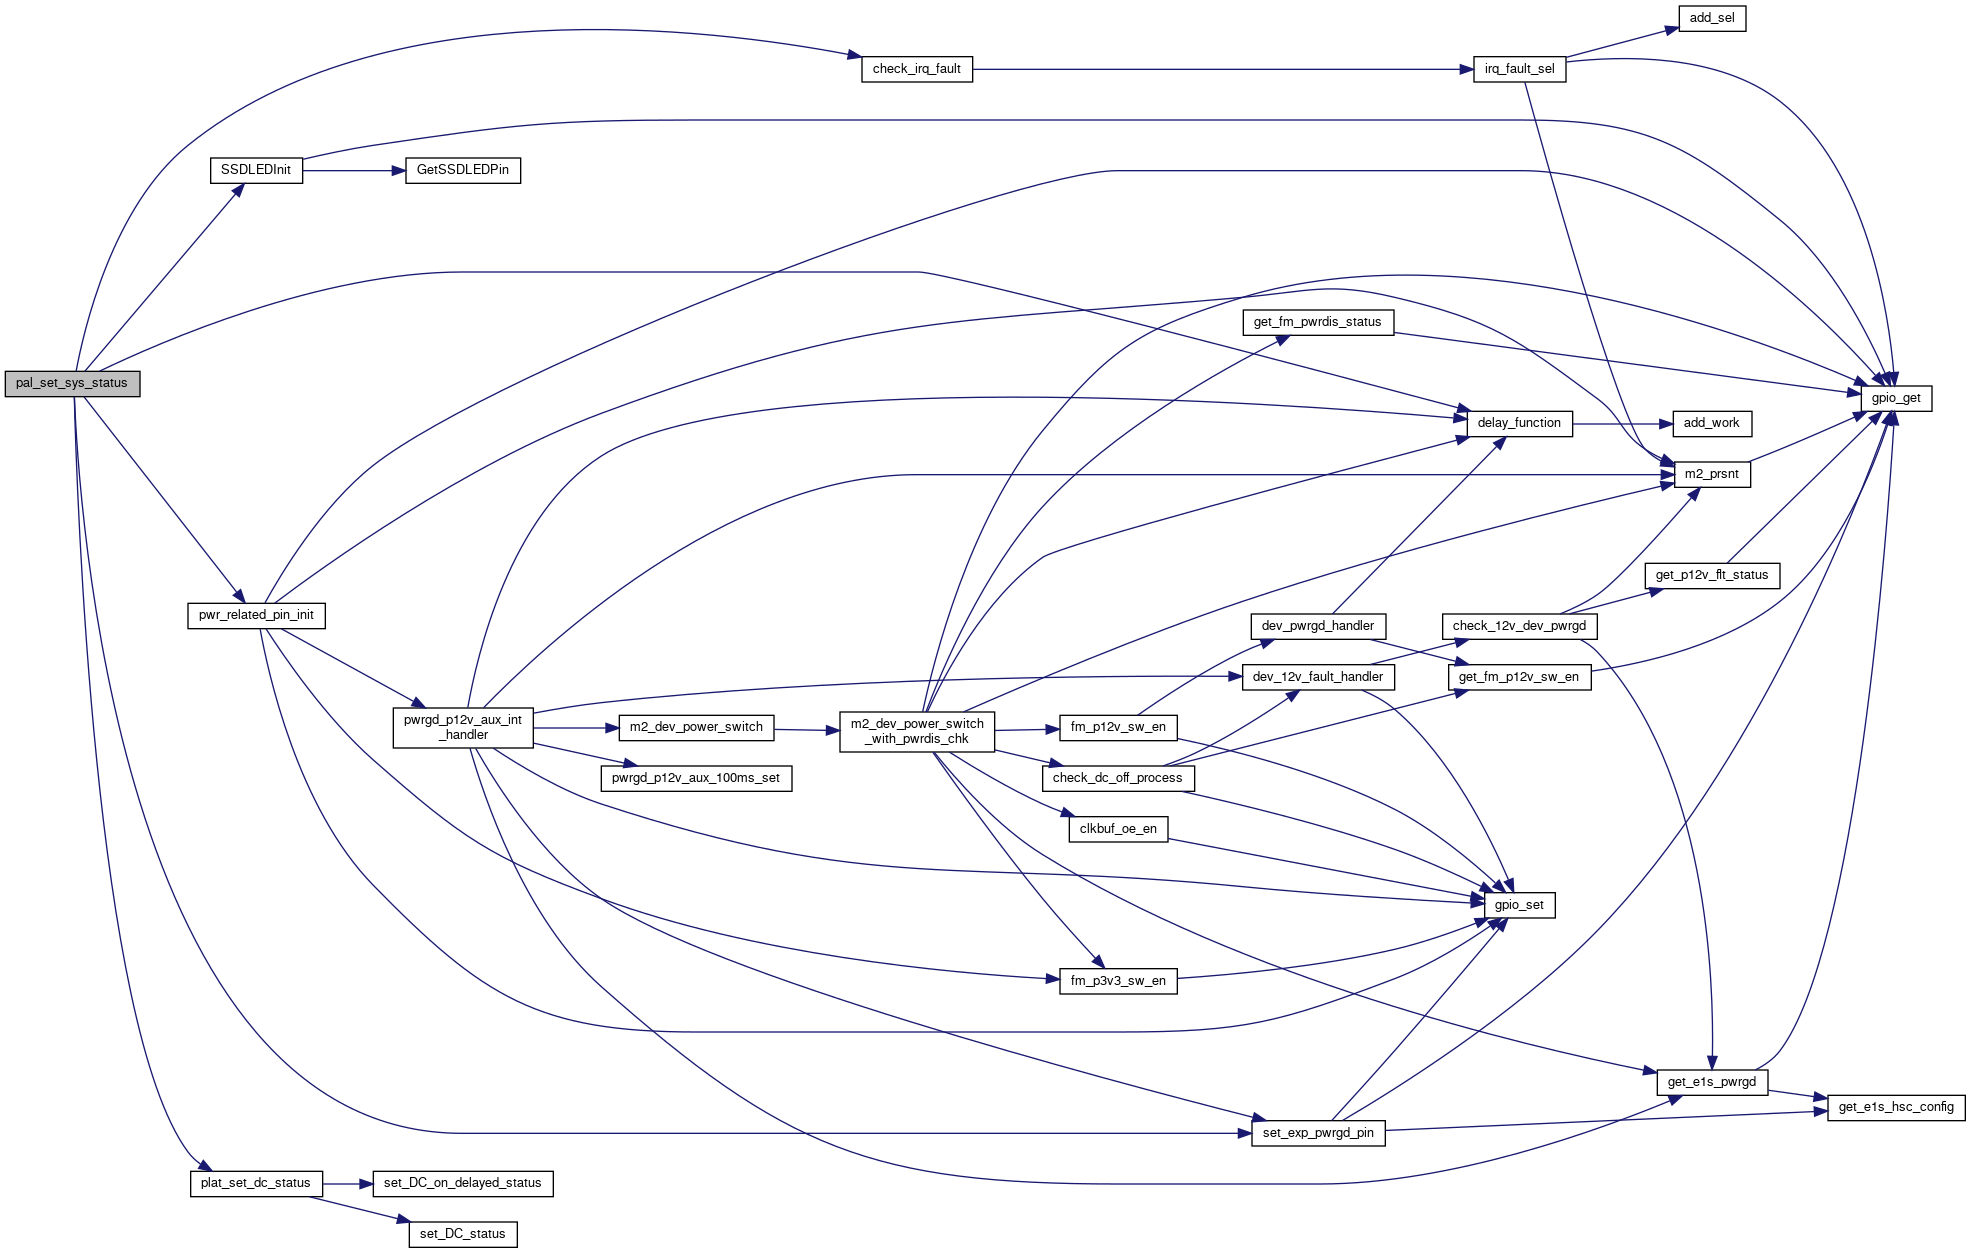 add_sel
check_irq_fault
irq_fault_sel
SSDLEDInit
GetSSDLEDPin
get_fm_pwrdis_status
pal_set_sys_status
gpio_get
delay_function
add_work
m2_prsnt
get_p12v_flt_status
pwr_related_pin_init
dev_pwrgd_handler
check_12v_dev_pwrgd
dev_12v_fault_handler
get_fm_p12v_sw_en
pwrgd_p12v_aux_int
_handler
m2_dev_power_switch
m2_dev_power_switch
_with_pwrdis_chk
fm_p12v_sw_en
pwrgd_p12v_aux_100ms_set
check_dc_off_process
clkbuf_oe_en
gpio_set
fm_p3v3_sw_en
get_e1s_pwrgd
get_e1s_hsc_config
set_exp_pwrgd_pin
plat_set_dc_status
set_DC_on_delayed_status
set_DC_status